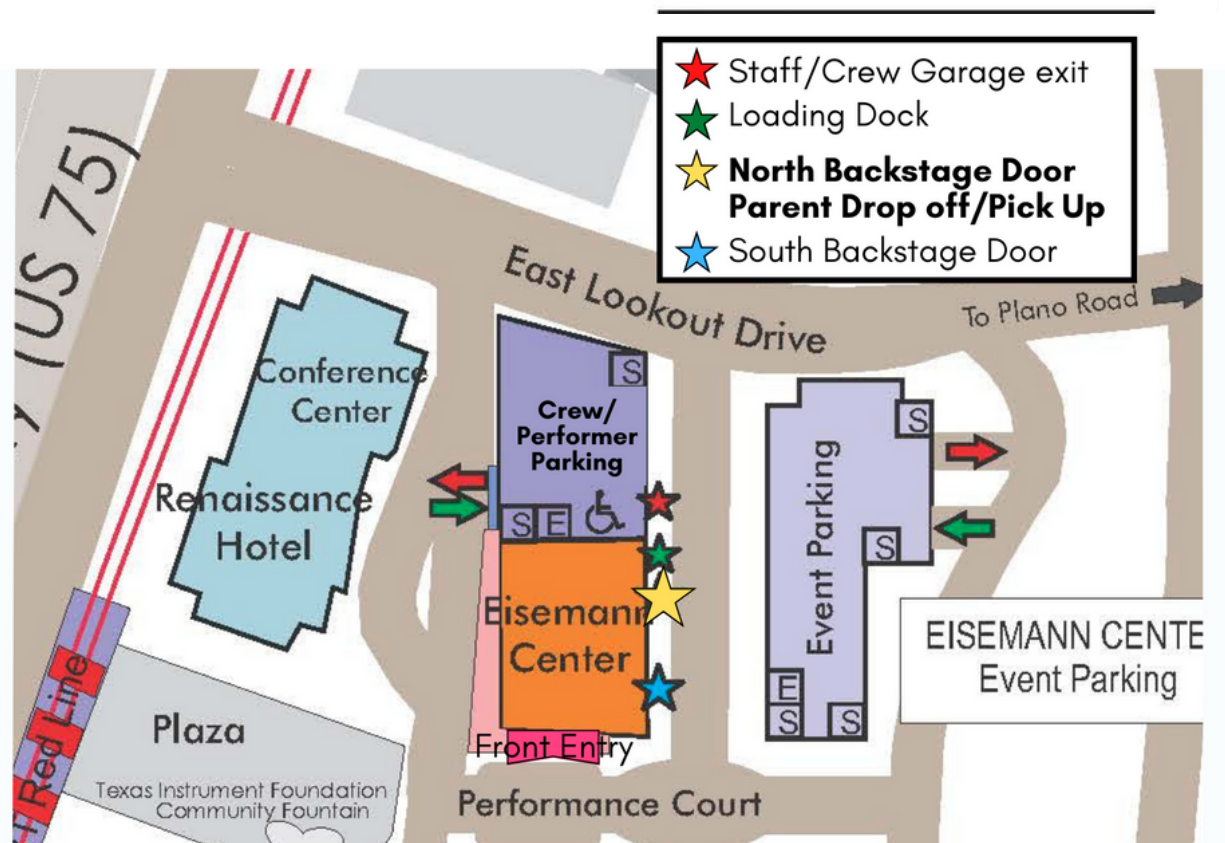 Staff/Crew Garage exit
Loading Dock
North Backstage Door
Parent Drop off/Pick Up
South Backstage Door
(US 75)
East Lookout Drive
To Plano Road
Conference
Center
Renaissance
Hotel
S
Crew/
Performer
Parking
S E
Eisemann
Center
Front Entry
Event Parking
S
S
E
S
S
EISEMANN CENTE
Event Parking
Red Line
Plaza
Texas Instrument Foundation
Community Fountain
Performance Court